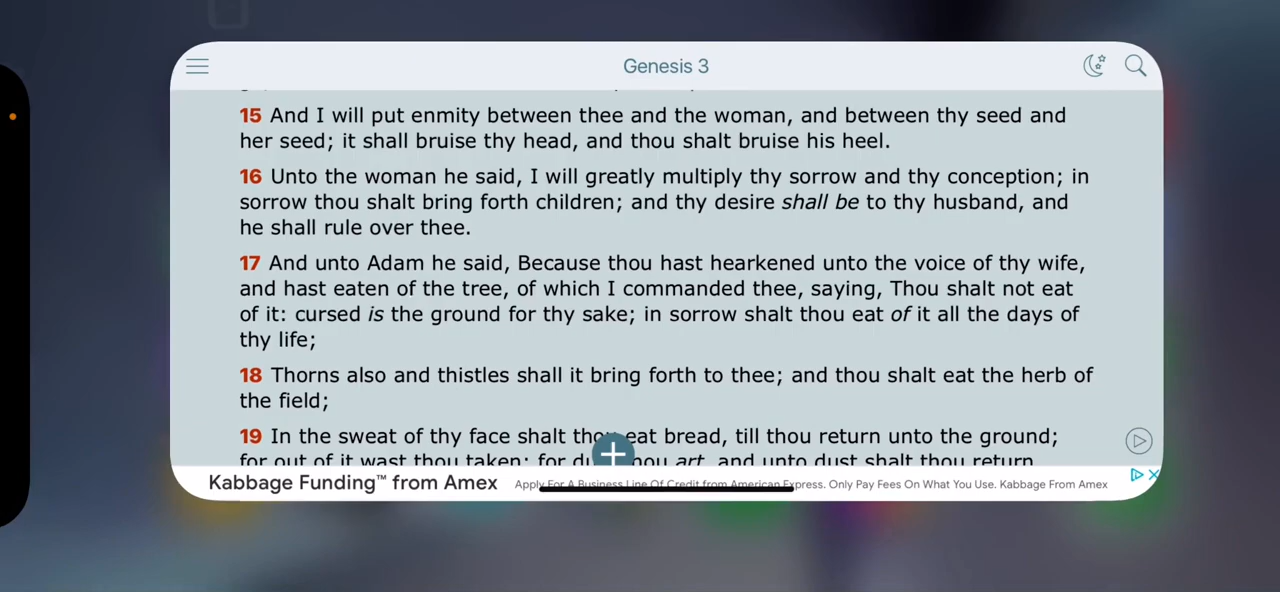 Genesis 3
15 And I will put enmity between thee and the woman, and between thy seed and
her seed; it shall bruise thy head, and thou shalt bruise his heel.
16 Unto the woman he said, I will greatly multiply thy sorrow and thy conception; in
sorrow thou shalt bring forth children; and thy desire shall be to thy husband, and
he shall rule over thee.
17 And unto Adam he said, Because thou hast hearkened unto the voice of thy wife,
and hast eaten of the tree, of which I commanded thee, saying, Thou shalt not eat
of it: cursed is the ground for thy sake; in sorrow shalt thou eat of it all the days of
thy life;
18 Thorns also and thistles shall it bring forth to thee; and thou shalt eat the herb of
the field;
19 In the sweat of thy face shalt thou eat bread, till thou return unto the ground;
for out of it wast thou taken: for thou art, and unto dust shalt thou return
Kabbage Funding™ from Amex
Apply For A Business Line Of Credit from American Express. Only Pay Fees On What You Use. Kabbage From Amex